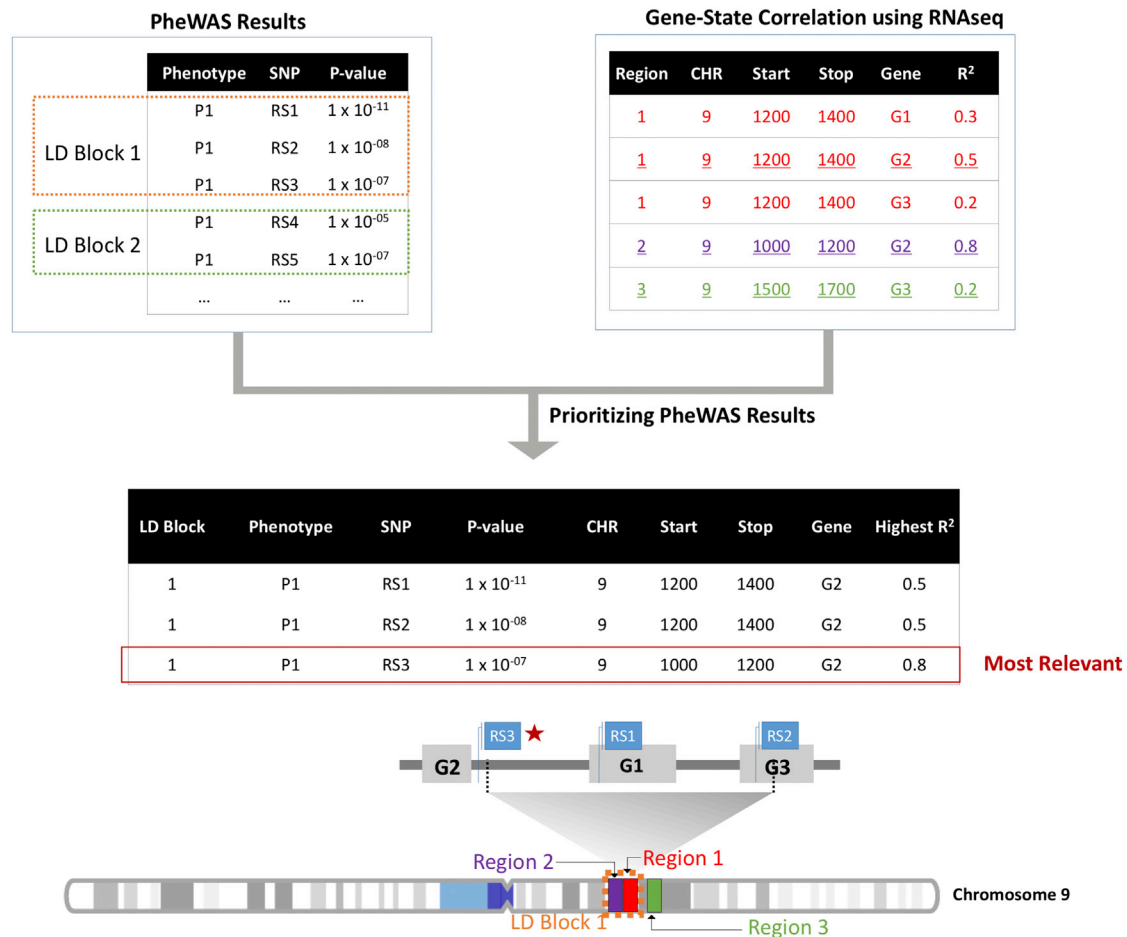 PheWAS Results
Phenotype SNP P-value
LD Block 1
P1 RS1 1 x 10-11
P1 RS2 1 x 10-08
P1 RS3 1 x 10-07
LD Block 2
P1 RS4 1 x 10-05
P1 RS5 1 x 10-07
... ... ...
Gene-State Correlation using RNAseq
Region CHR Start Stop Gene R2
1 9 1200 1400 G1 0.3
1 9 1200 1400 G2 0.5
1 9 1200 1400 G3 0.2
2 9 1000 1200 G2 0.8
3 9 1500 1700 G3 0.2
Prioritizing PheWAS Results
LD Block Phenotype SNP P-value CHR Start Stop Gene Highest R2
1 P1 RS1 1 x 10-11 9 1200 1400 G2 0.5
1 P1 RS2 1 x 10-08 9 1200 1400 G2 0.5
1 P1 RS3 1 x 10-07 9 1000 1200 G2 0.8
Most Relevant
RS3 RS1 RS2
G2 G1 G3
Region 2 Region 1
Chromosome 9
LD Block 1
Region 3